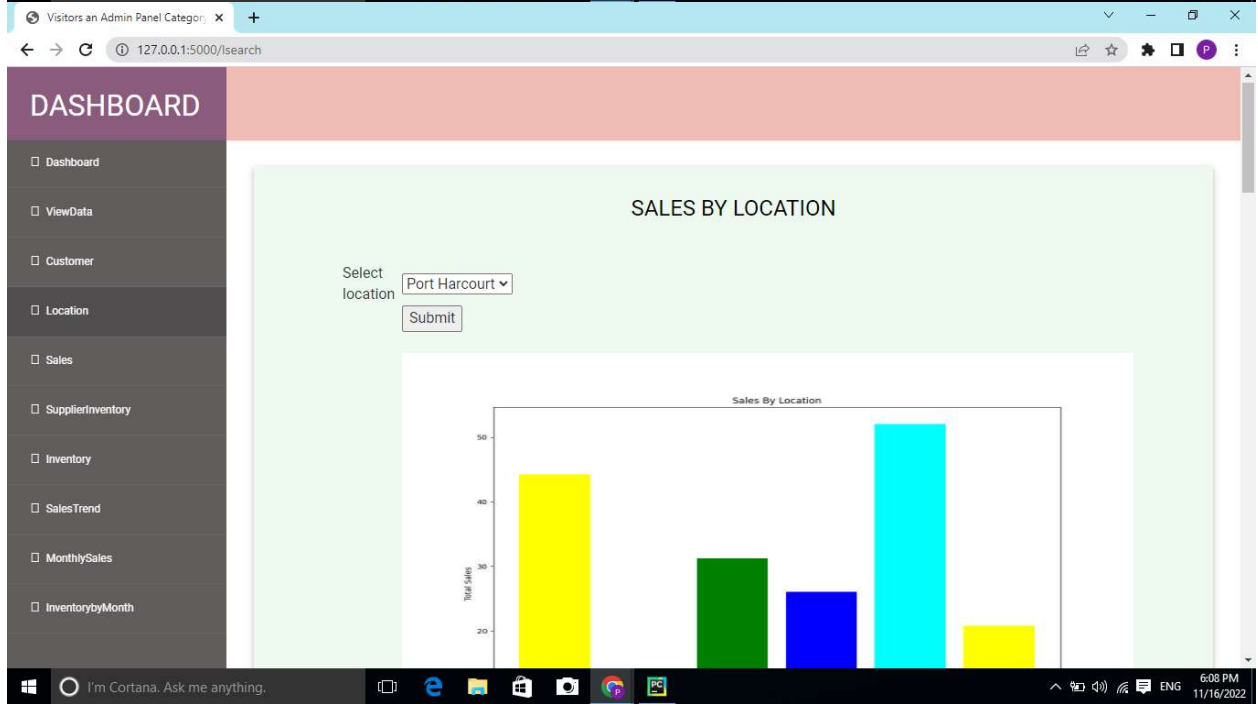 Visitors an Admin Panel Categor
127.0.0.1:5000/lsearch
P
DASHBOARD
Dashboard
ViewData
Customer
Location
Sales
SupplierInventory
Inventory
SalesTrend
MonthlySales
InventorybyMonth
SALES BY LOCATION
Select
location
Port Harcourt
Submit
Sales By Location
50
40
30
20
Total Sales
I'm Cortana. Ask me anything.
P
PC
ENG
6:08 PM
11/16/2022